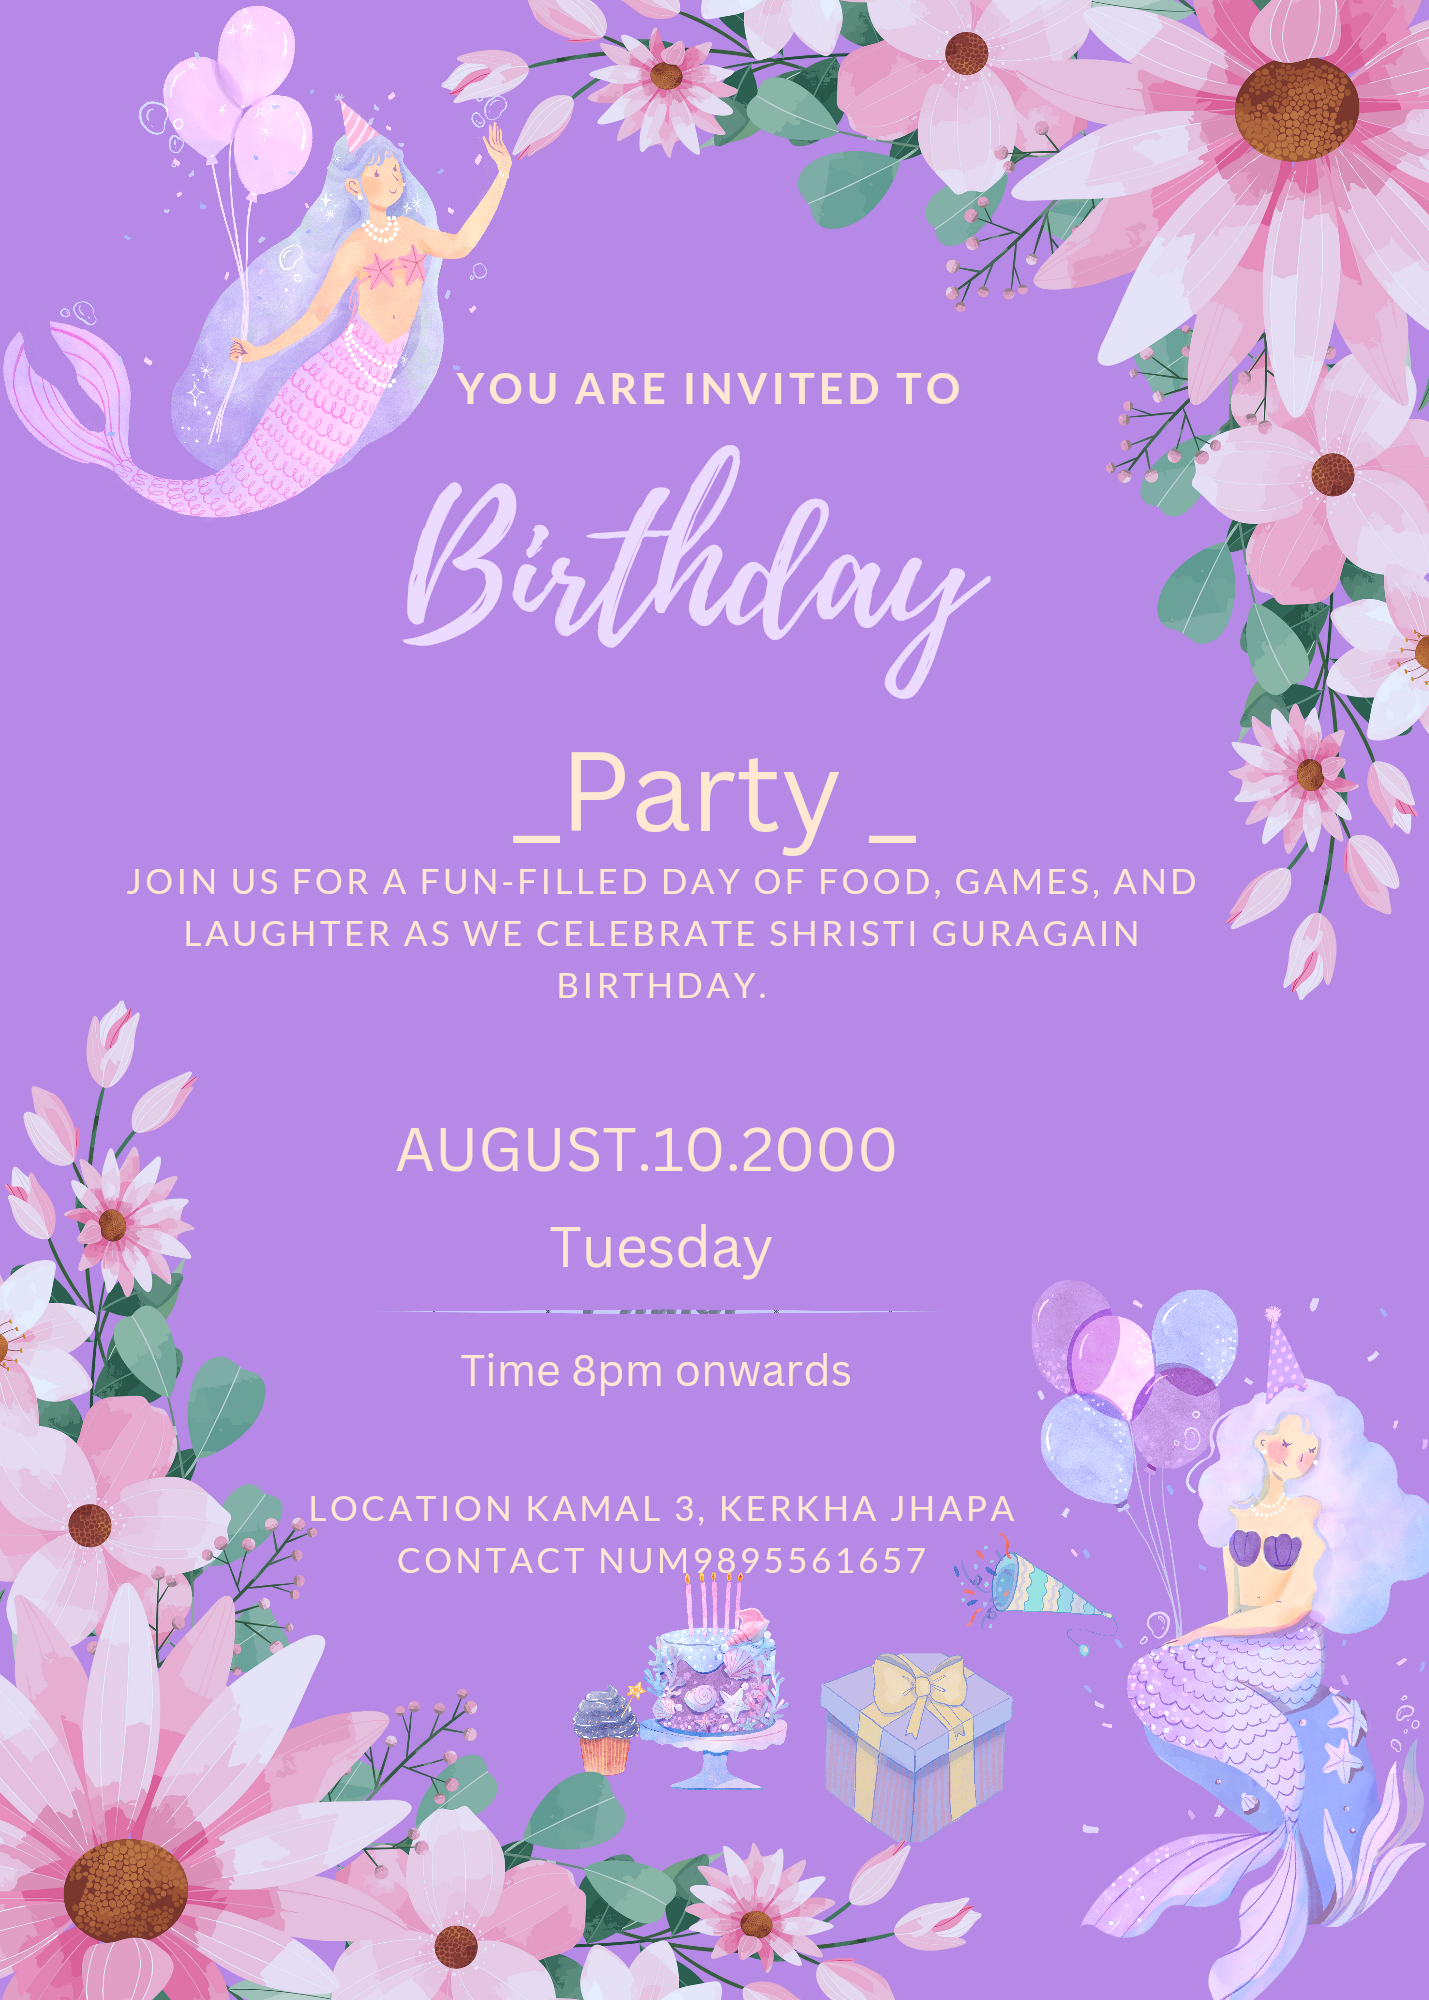 YOU ARE INVITED TO
Birthday
_Party _
JOIN US FOR A FUN-FILLED DAY OF FOOD, GAMES, AND
LAUGHTER AS WE CELEBRATE SHRISTI GURAGAIN
BIRTHDAY.
AUGUST.10.2000
Tuesday
Time 8pm onwards
LOCATION KAMAL 3, KERKHA JHAPA
CONTACT NUM9895561657